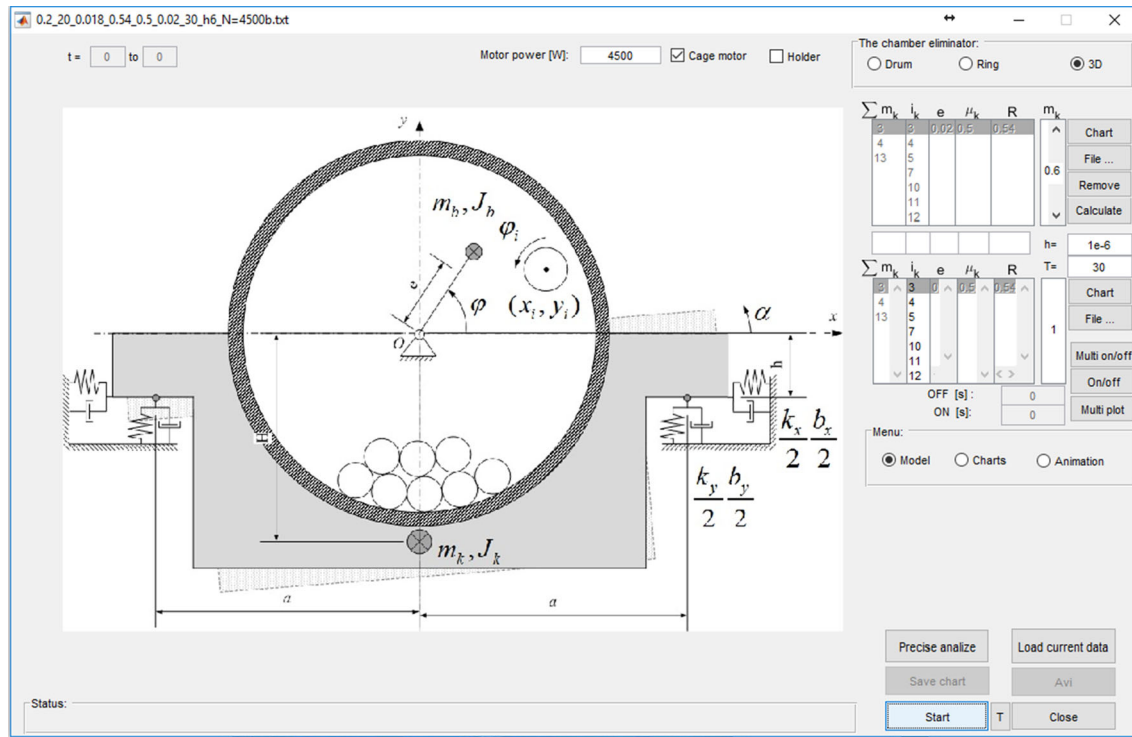 0.2_20_0.018_0.54_0.5_0.02_30_h6_N=4500b.txt
t = 0 to 0
Motor power [W]: 4500 Cage motor Holder
The chamber eliminator:
Drum Ring 3D
∑ m_k i_k e μ_k R m_k
3 3 0.02 0.5 0.54
4 4
13 5
7
10
11
12
0.6
Chart
File ...
Remove
Calculate
h= 1e-6
T= 30
∑ m_k i_k e μ_k R
3 3 0 0.5 0.54
4 4
13 5
7
10
11
12
1
Chart
File ...
Multi on/off
On/off
Multi plot
OFF [s] : 0
ON [s]: 0
Menu:
Model Charts Animation
y
m_b, J_b
φ_i
e
φ
(x_i, y_i)
α
O
x
h
H
k_x/2 b_x/2
k_y/2 b_y/2
m_k, J_k
a
a
Precise analize Load current data
Save chart Avi
Start T Close
Status: